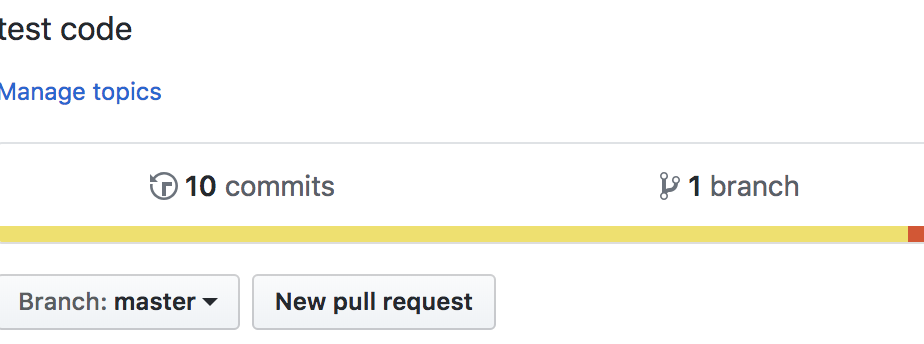 test code
Manage topics
10 commits
1 branch
Branch: master
New pull request